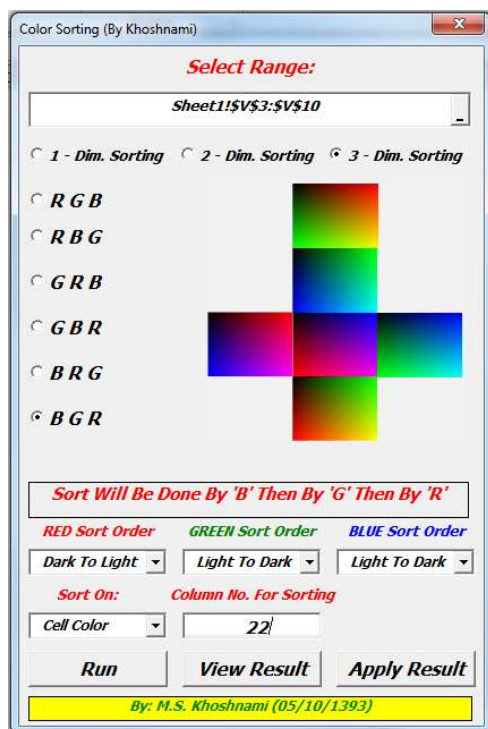 Color Sorting (By Khoshnami)
Select Range:
Sheet1!$V$3:$V$10
1 - Dim. Sorting 2 - Dim. Sorting 3 - Dim. Sorting
R G B
R B G
G R B
G B R
B R G
B G R
Sort Will Be Done By 'B' Then By 'G' Then By 'R'
RED Sort Order GREEN Sort Order BLUE Sort Order
Dark To Light Light To Dark Light To Dark
Sort On: Column No. For Sorting
Cell Color 22
Run View Result Apply Result
By: M.S. Khoshnami (05/10/1393)